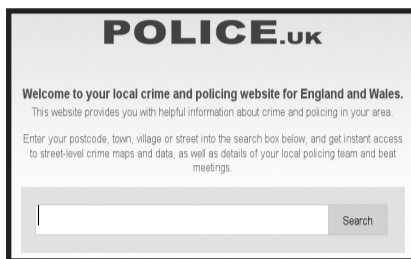 POLICE.UK
Welcome to your local crime and policing website for England and Wales.
This website provides you with helpful information about crime and policing in your area.
Enter your postcode, town, village or street into the search box below, and get instant access
to street-level crime maps and data, as well as details of your local policing team and beat
meetings.
Search